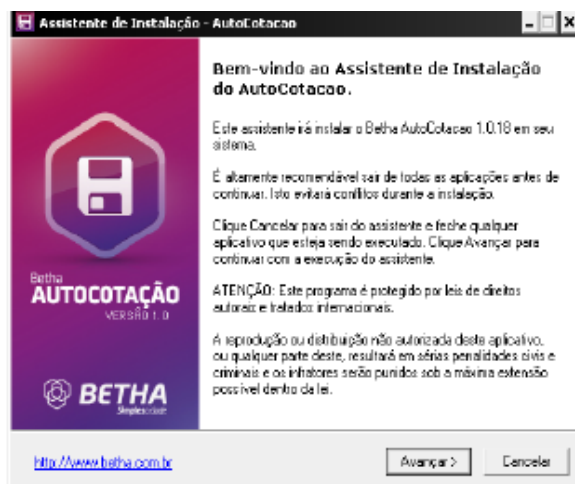 Assistente de Instalação - AutoCotacao
Bem-vindo ao Assistente de Instalação
do AutoCotacao.
Este assistente irá instalar o Betha AutoCotacao 1.0.18 em seu
sistema.
É altamente recomendável sair de todas as aplicações antes de
continuar. Isto evitará conflitos durante a instalação.
Clique Cancelar para sair do assistente e feche qualquer
aplicativo que esteja sendo executado. Clique Avançar para
continuar com a execução do assistente.
ATENÇÃO: Este programa é protegido por leis de direitos
autorais e tratados internacionais.
A reprodução ou distribuição não autorizada deste aplicativo,
ou qualquer parte deste, resultará em sérias penalidades civis e
criminais e os infratores serão punidos sob a máxima extensão
possível dentro da lei.
Betha
AUTOCOTAÇÃO
VERSÃO 1.0
BETHA
Simplescidade
http://www.betha.com.br
Avançar >
Cancelar